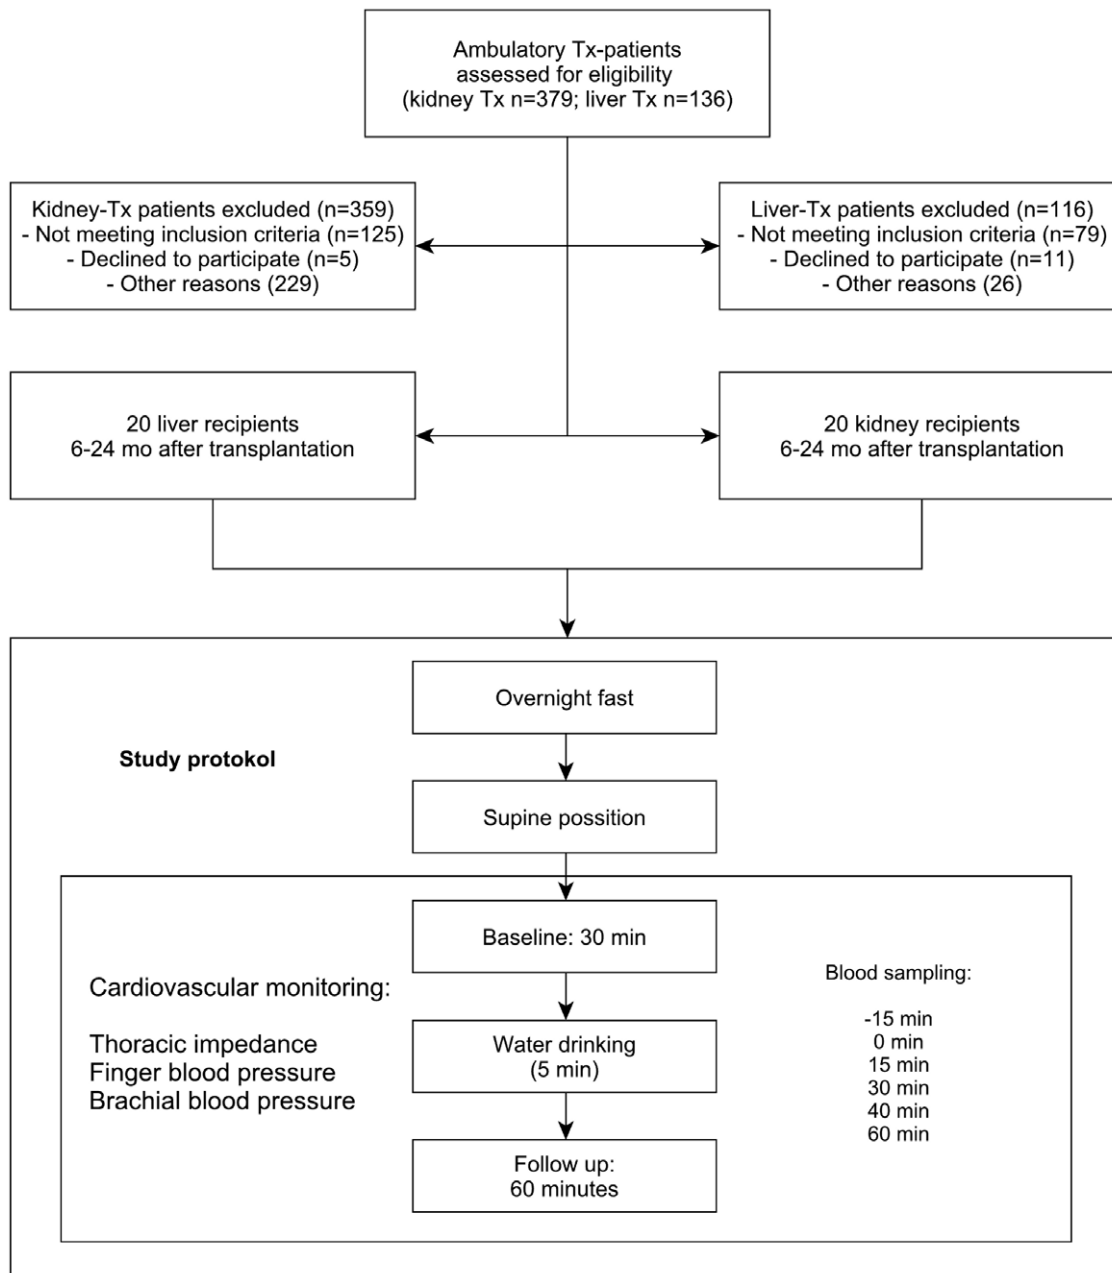 Ambulatory Tx-patients
assessed for eligibility
(kidney Tx n=379; liver Tx n=136)
Kidney-Tx patients excluded (n=359)
- Not meeting inclusion criteria (n=125)
- Declined to participate (n=5)
- Other reasons (229)
Liver-Tx patients excluded (n=116)
- Not meeting inclusion criteria (n=79)
- Declined to participate (n=11)
- Other reasons (26)
20 liver recipients
6-24 mo after transplantation
20 kidney recipients
6-24 mo after transplantation
Study protokol
Overnight fast
Supine possition
Baseline: 30 min
Water drinking
(5 min)
Follow up:
60 minutes
Cardiovascular monitoring:
Thoracic impedance
Finger blood pressure
Brachial blood pressure
Blood sampling:
-15 min
0 min
15 min
30 min
40 min
60 min